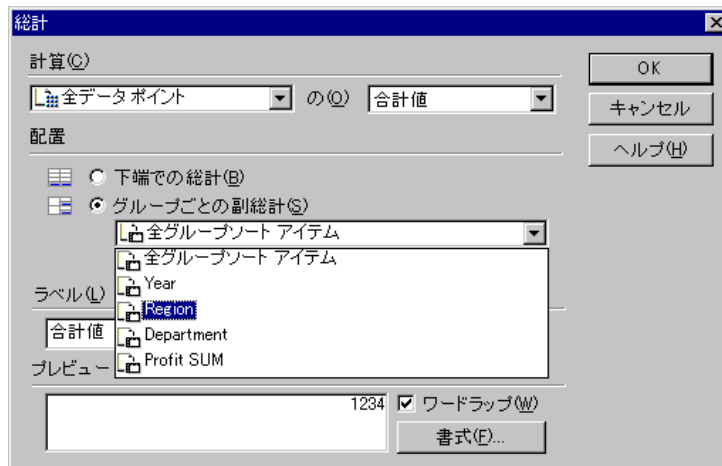 総計
計算(C)
全データ ポイント の(O) 合計値
配置
下端での総計(B)
グループごとの副総計(S)
全グループソート アイテム
全グループソート アイテム
Year
Region
Department
Profit SUM
ラベル(L)
合計値
プレビュー
1234
ワードラップ(W)
書式(F)...
OK
キャンセル
ヘルプ(H)